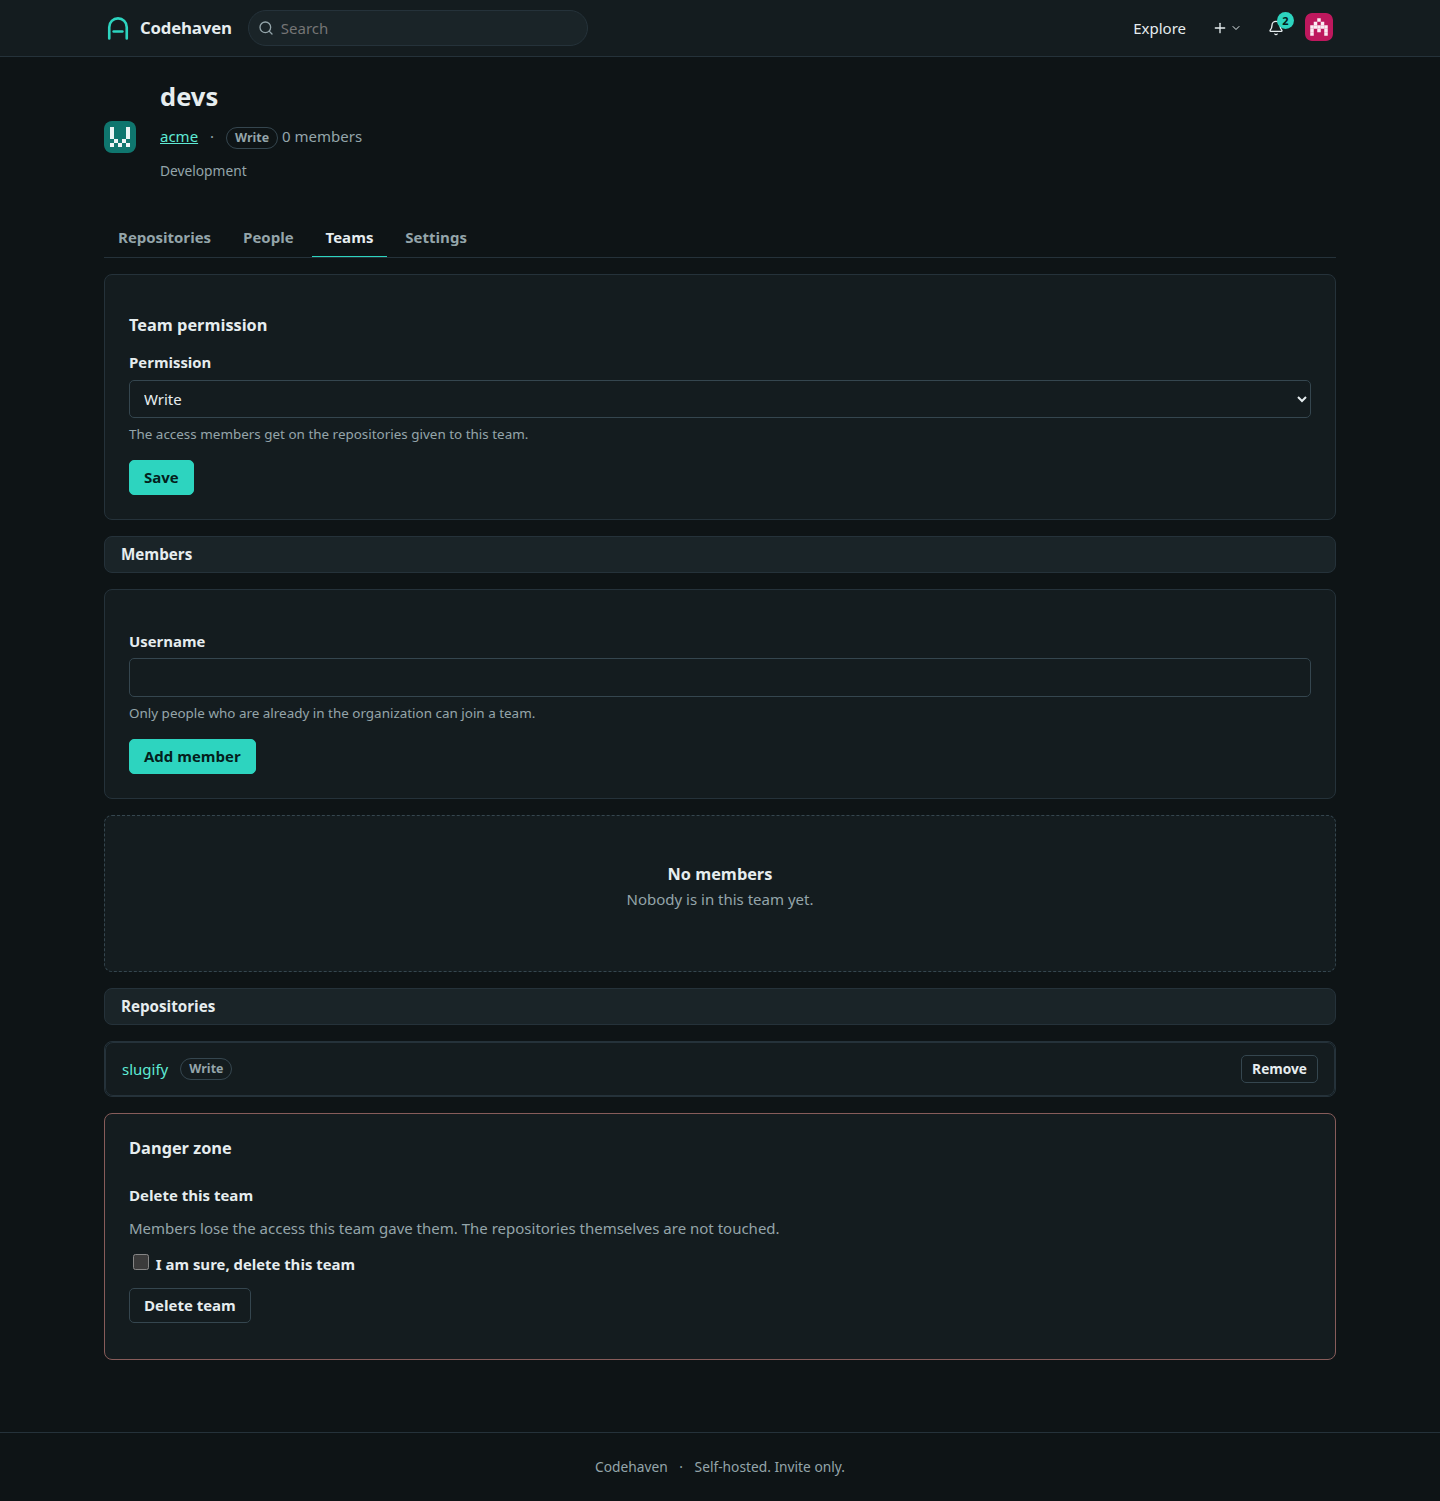 Codehaven
Search
Explore
2
devs
acme · Write 0 members
Development
Repositories People Teams Settings
Team permission
Permission
Write
The access members get on the repositories given to this team.
Save
Members
Username
Only people who are already in the organization can join a team.
Add member
No members
Nobody is in this team yet.
Repositories
slugify Write Remove
Danger zone
Delete this team
Members lose the access this team gave them. The repositories themselves are not touched.
I am sure, delete this team
Delete team
Codehaven · Self-hosted. Invite only.